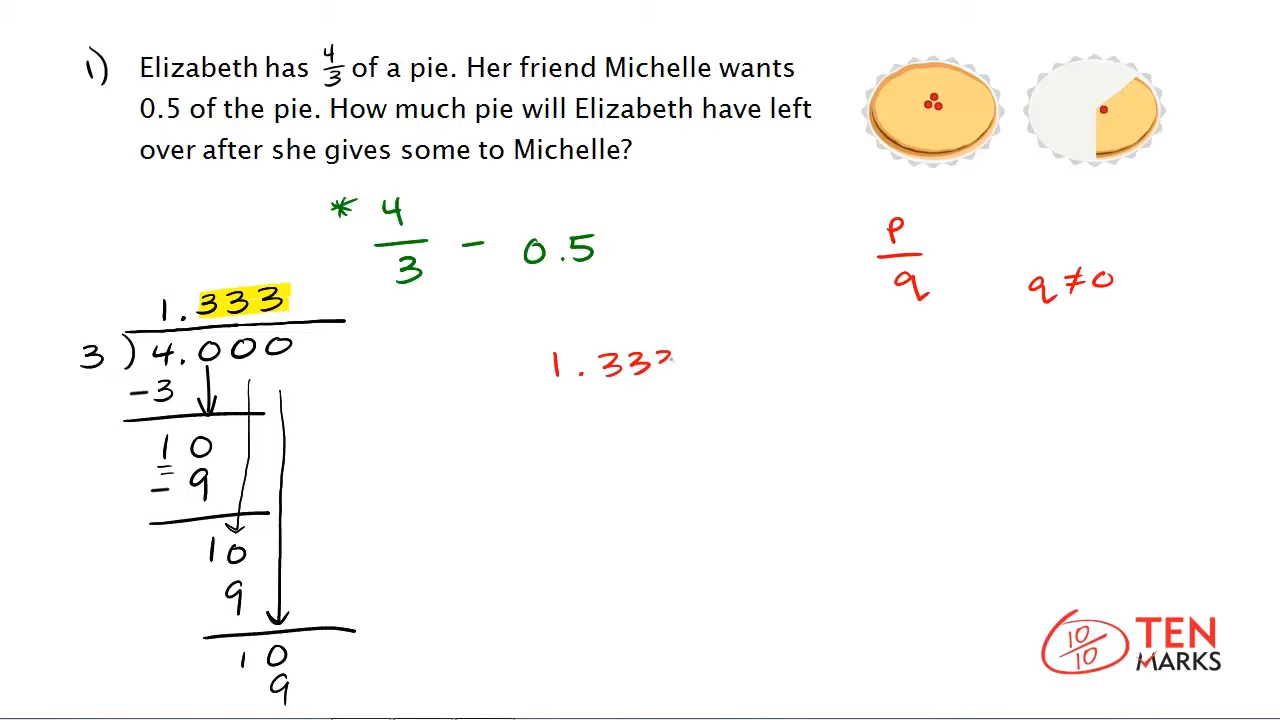 1) Elizabeth has 4/3 of a pie. Her friend Michelle wants
0.5 of the pie. How much pie will Elizabeth have left
over after she gives some to Michelle?
* 4/3 - 0.5
p/q q ≠ 0
1.333
3 ) 4.000
1.333
-3
10
- 9
10
9
10
9
10/10 TEN
MARKS